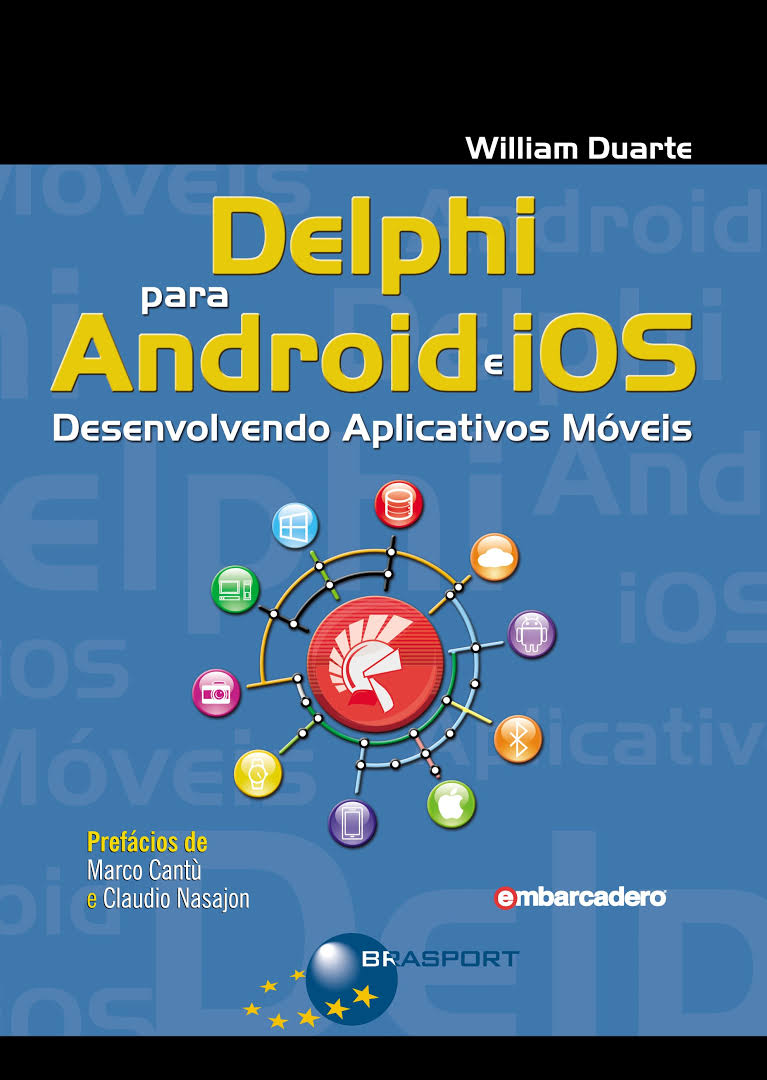 William Duarte
Delphi
para
Android e iOS
Desenvolvendo Aplicativos Móveis
Prefácios de
Marco Cantù
e Claudio Nasajon
embarcadero
BRASPORT